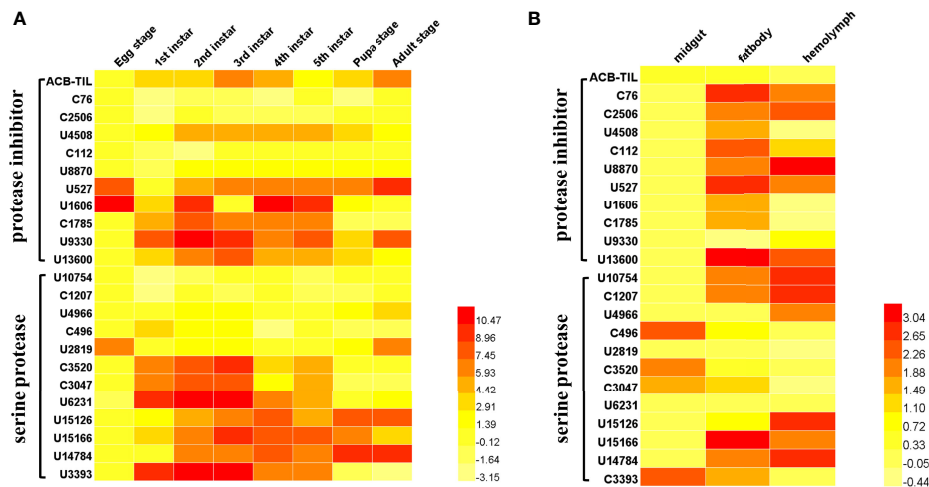 A
Egg stage
1st instar
2nd instar
3rd instar
4th instar
5th instar
Pupa stage
Adult stage
protease inhibitor
ACB-TIL
C76
C2506
U4508
C112
U8870
U527
U1606
C1785
U9330
U13600
serine protease
U10754
C1207
U4966
C496
U2819
C3520
C3047
U6231
U15126
U15166
U14784
U3393
10.47
8.96
7.45
5.93
4.42
2.91
1.39
-0.12
-1.64
-3.15
B
midgut
fatbody
hemolymph
protease inhibitor
ACB-TIL
C76
C2506
U4508
C112
U8870
U527
U1606
C1785
U9330
U13600
serine protease
U10754
C1207
U4966
C496
U2819
C3520
C3047
U6231
U15126
U15166
U14784
C3393
3.04
2.65
2.26
1.88
1.49
1.10
0.72
0.33
-0.05
-0.44